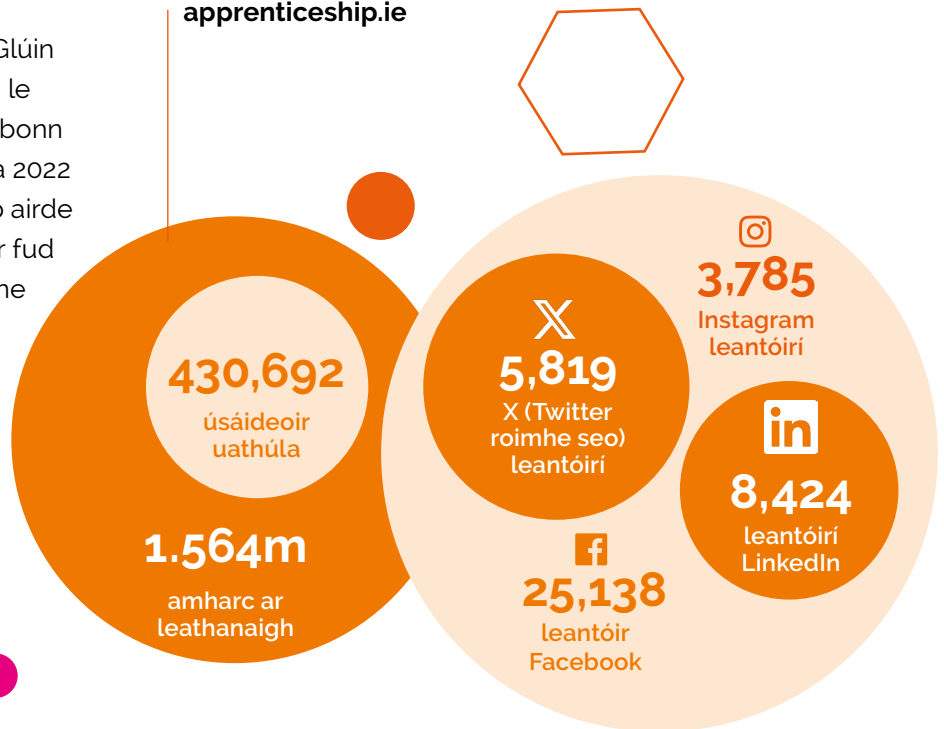 apprenticeship.ie
Glúin
le
bonn
2022
airde
r fud
430,692
úsáideoir
uathúla
1.564m
amharc ar
leathanaigh
5,819
X (Twitter
roimhe seo)
leantóirí
3,785
Instagram
leantóirí
in
8,424
leantóirí
LinkedIn
25,138
leantóir
Facebook